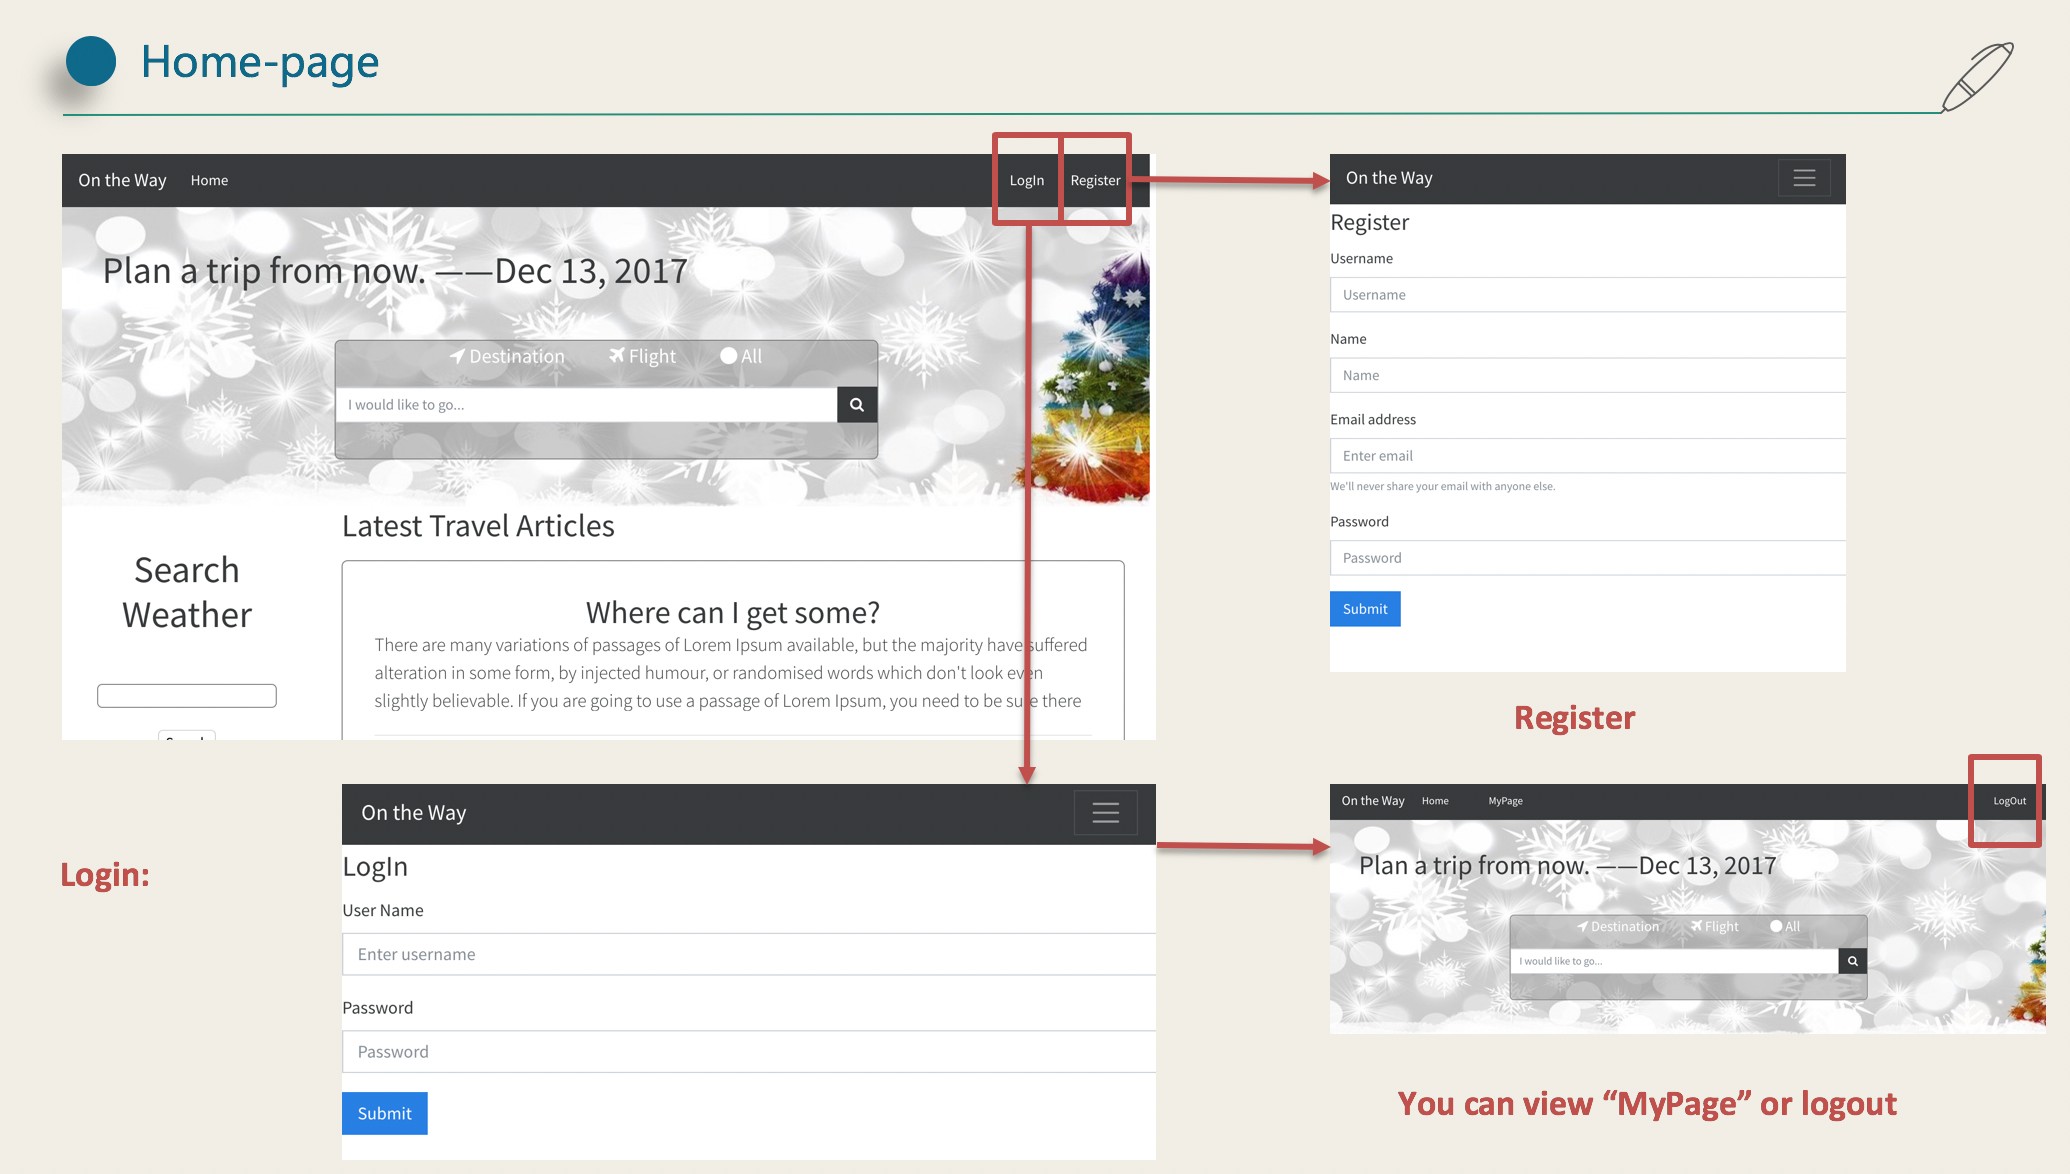 Home-page
On the Way Home LogIn Register
Plan a trip from now. ——Dec 13, 2017
Destination Flight All
I would like to go...
Latest Travel Articles
Search
Weather
Where can I get some?
There are many variations of passages of Lorem Ipsum available, but the majority have suffered
alteration in some form, by injected humour, or randomised words which don't look even
slightly believable. If you are going to use a passage of Lorem Ipsum, you need to be sure there
On the Way
Register
Username
Username
Name
Name
Email address
Enter email
We'll never share your email with anyone else.
Password
Password
Submit
Register
Login:
On the Way
LogIn
User Name
Enter username
Password
Password
Submit
On the Way Home MyPage LogOut
Plan a trip from now. ——Dec 13, 2017
Destination Flight All
I would like to go...
You can view “MyPage” or logout